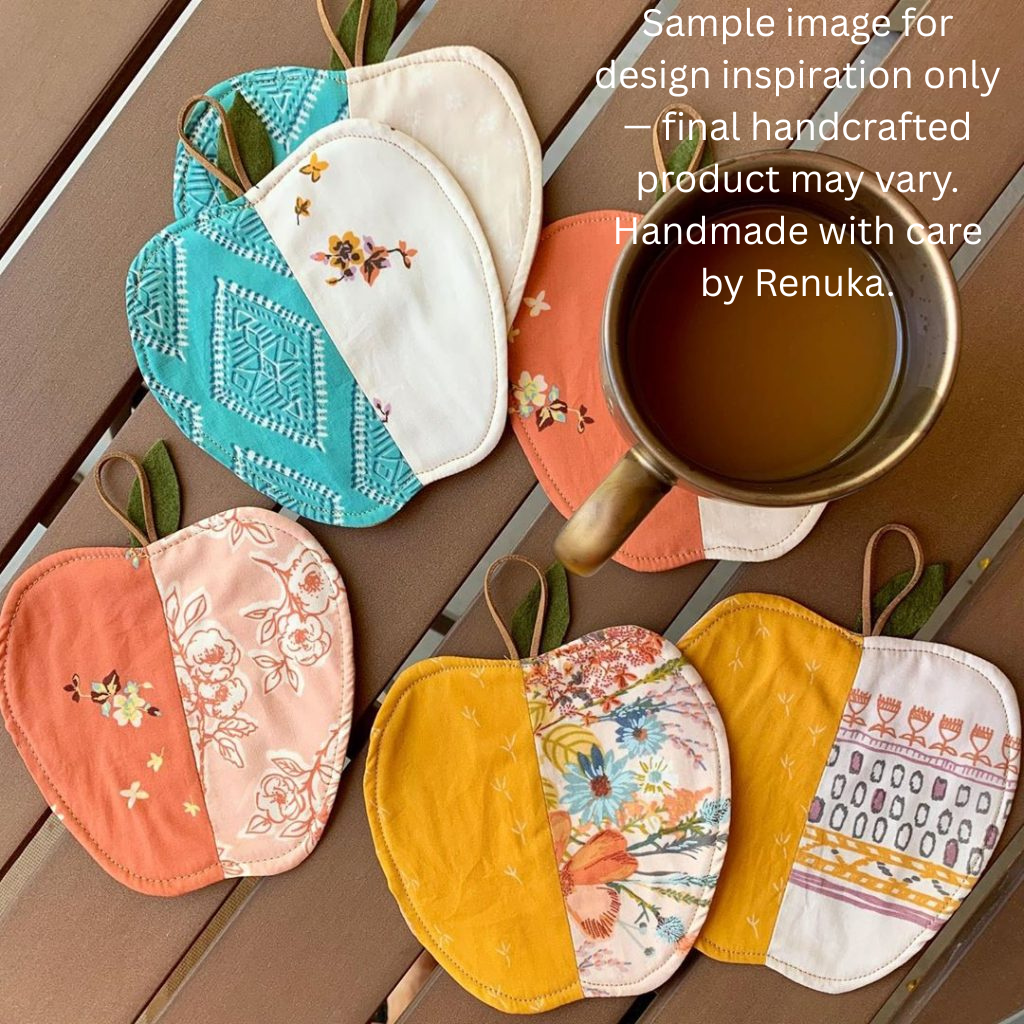 Sample image for
design inspiration only
— final handcrafted
product may vary.
Handmade with care
by Renuka.